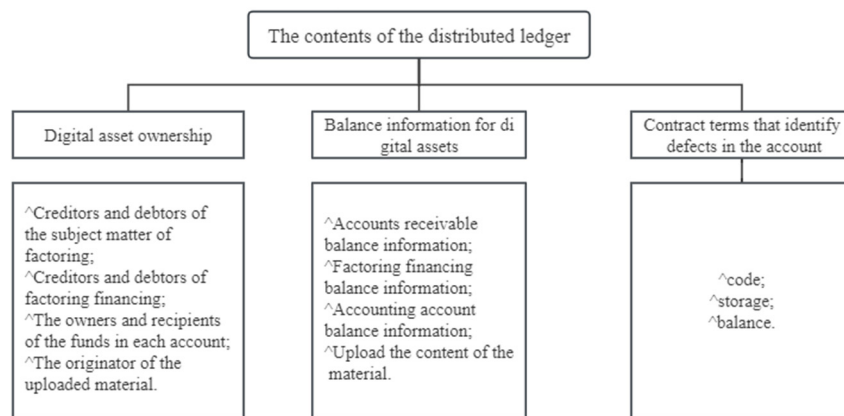 The contents of the distributed ledger
Digital asset ownership
Balance information for di
gital assets
Contract terms that identify
defects in the account
^Creditors and debtors of
the subject matter of
factoring;
^Creditors and debtors of
factoring financing;
^The owners and recipients
of the funds in each account;
^The originator of the
uploaded material.
^Accounts receivable
balance information;
^Factoring financing
balance information;
^Accounting account
balance information;
^Upload the content of the
material.
^code;
^storage;
^balance.